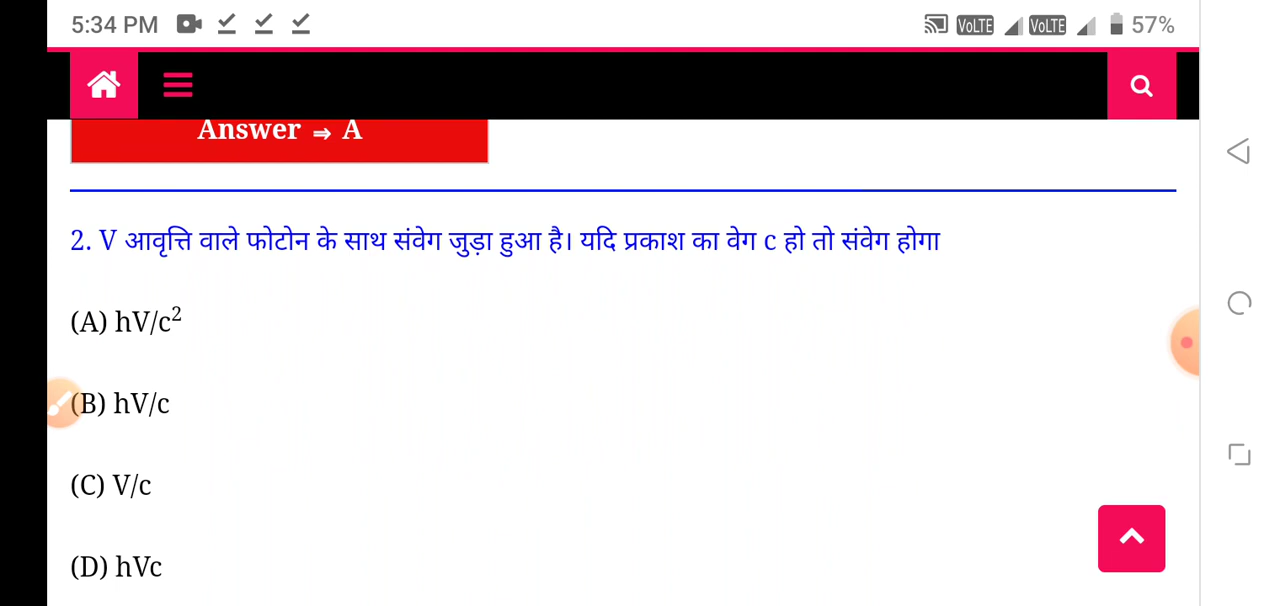 5:34 PM VoLTE VoLTE 57%
Answer ⇒ A
2. V आवृत्ति वाले फोटोन के साथ संवेग जुड़ा हुआ है। यदि प्रकाश का वेग c हो तो संवेग होगा
(A) hV/c²
(B) hV/c
(C) V/c
(D) hVc